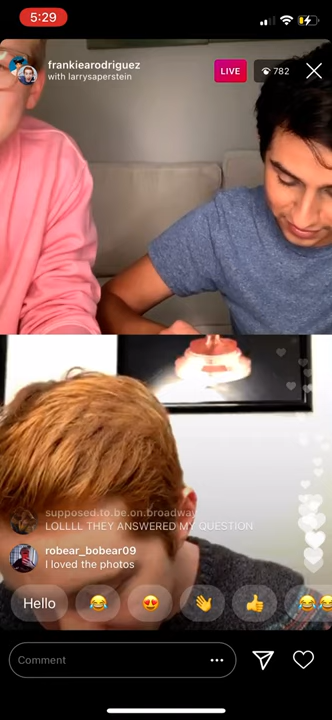 5:29
frankiearodriguez
with larrysaperstein
LIVE
782
supposed.to.be.on.broadway
LOLLLL THEY ANSWERED MY QUESTION
robear_bobear09
I loved the photos
Hello
Comment